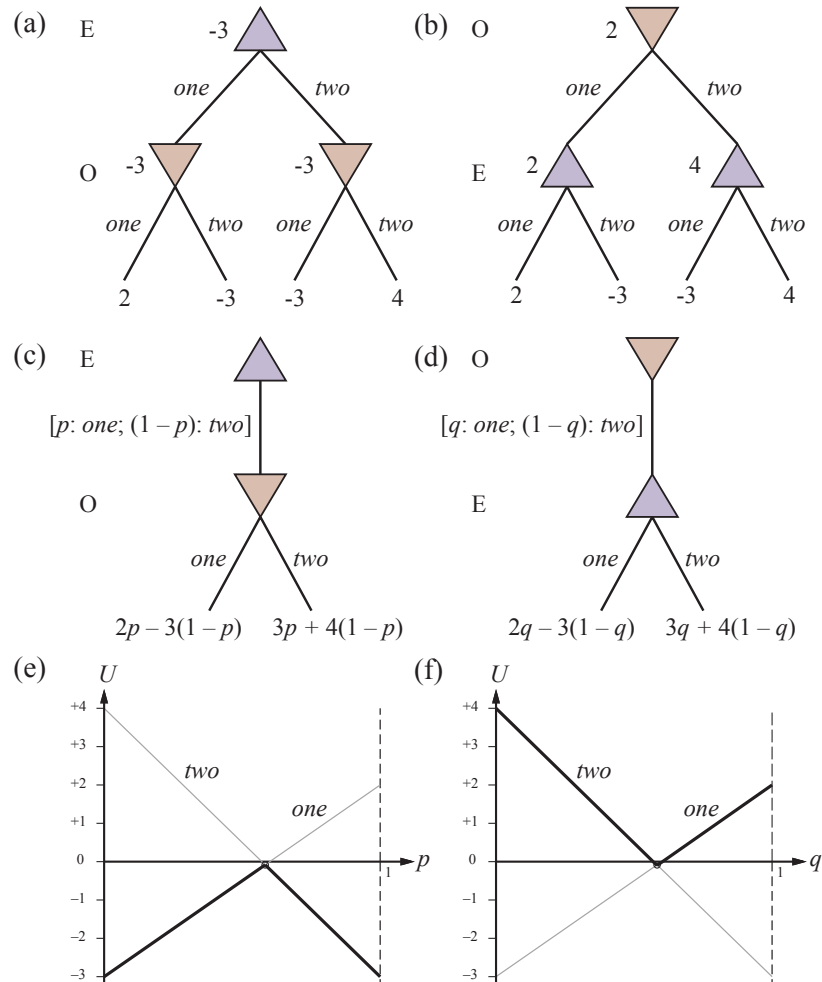 (a) E -3 (b) O 2
one two one two
O -3 -3 E 2 4
one two one two one two one two
2 -3 -3 4 2 -3 -3 4
(c) E (d) O
[p: one; (1 – p): two] [q: one; (1 – q): two]
O E
one two one two
2p – 3(1 – p) 3p + 4(1 – p) 2q – 3(1 – q) 3q + 4(1 – q)
(e) U (f) U
+4 +4
+3 two +3 two
+2 one +2 one
+1 +1
0 1 p 0 1 q
–1 –1
–2 –2
–3 –3